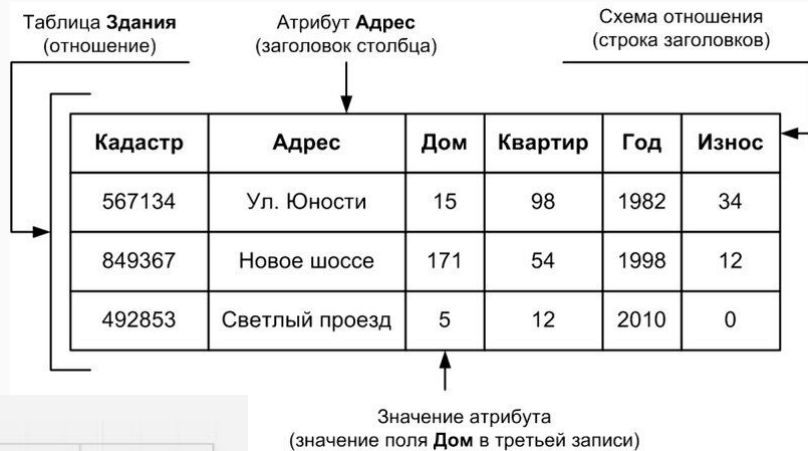 Таблица Здания
(отношение)
Атрибут Адрес
(заголовок столбца)
Схема отношения
(строка заголовков)
Кадастр Адрес Дом Квартир Год Износ
567134 Ул. Юности 15 98 1982 34
849367 Новое шоссе 171 54 1998 12
492853 Светлый проезд 5 12 2010 0
Значение атрибута
(значение поля Дом в третьей записи)